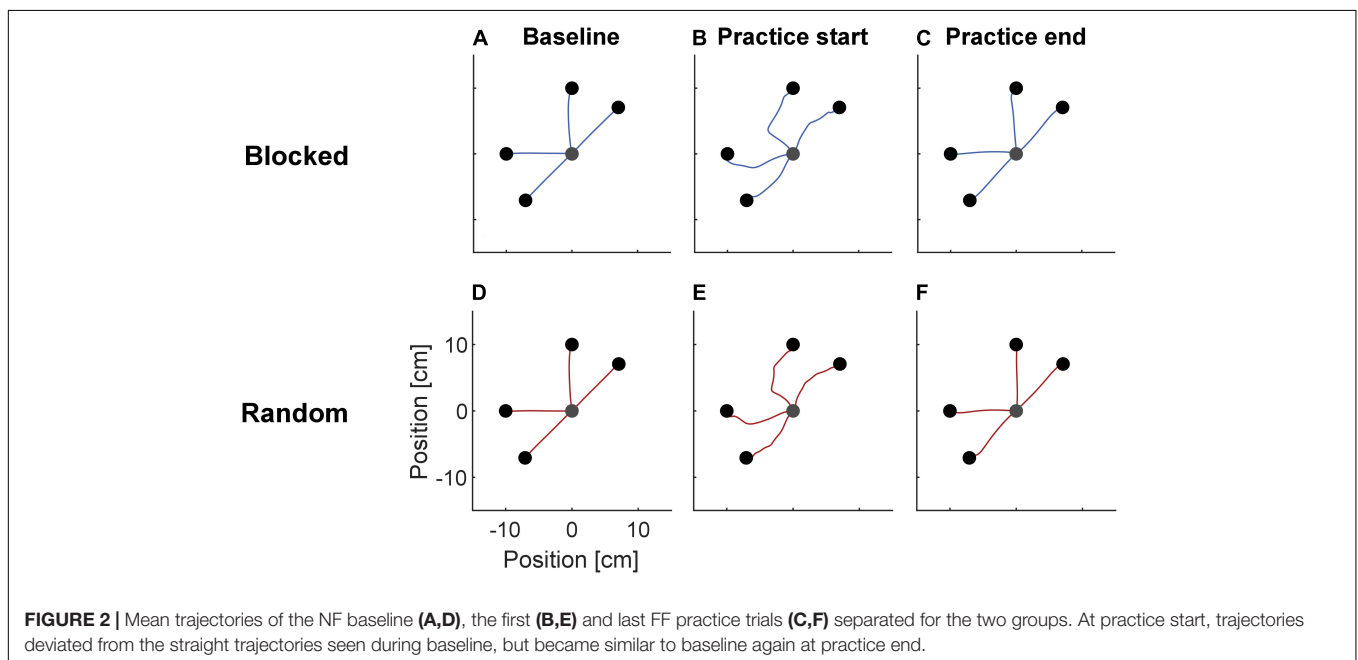 A Baseline
B Practice start
C Practice end
Blocked
D
E
F
Random
Position [cm]
10
0
-10
-10 0 10
Position [cm]
FIGURE 2 | Mean trajectories of the NF baseline (A,D), the first (B,E) and last FF practice trials (C,F) separated for the two groups. At practice start, trajectories
deviated from the straight trajectories seen during baseline, but became similar to baseline again at practice end.